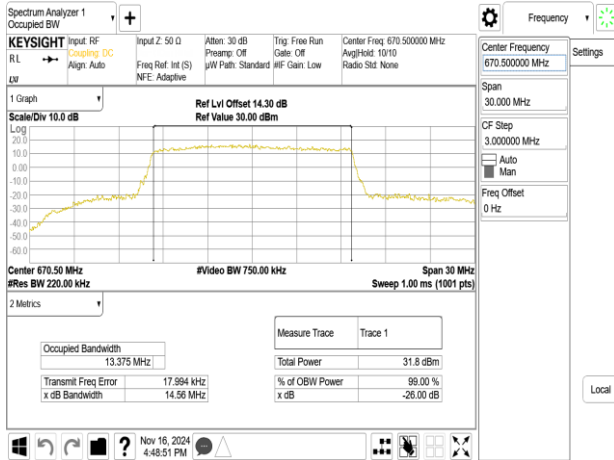 Spectrum Analyzer 1
Occupied BW
Frequency
KEYSIGHT
RL
LXI
Input: RF
Coupling: DC
Align: Auto
Input Z: 50 Ω
Freq Ref: Int (S)
NFE: Adaptive
Atten: 30 dB
Preamp: Off
µW Path: Standard
Trig: Free Run
Gate: Off
#IF Gain: Low
Center Freq: 670.500000 MHz
Avg|Hold: 10/10
Radio Std: None
Center Frequency
670.500000 MHz
Settings
Span
30.000 MHz
CF Step
3.000000 MHz
Auto
Man
Freq Offset
0 Hz
Local
1 Graph
Scale/Div 10.0 dB
Ref Lvl Offset 14.30 dB
Ref Value 30.00 dBm
Log
20.0
10.0
0.00
-10.0
-20.0
-30.0
-40.0
-50.0
-60.0
Center 670.50 MHz
#Video BW 750.00 kHz
Span 30 MHz
#Res BW 220.00 kHz
Sweep 1.00 ms (1001 pts)
2 Metrics
Occupied Bandwidth
13.375 MHz
Transmit Freq Error 17.994 kHz
x dB Bandwidth 14.56 MHz
Measure Trace Trace 1
Total Power 31.8 dBm
% of OBW Power 99.00 %
x dB -26.00 dB
?
Nov 16, 2024
4:48:51 PM